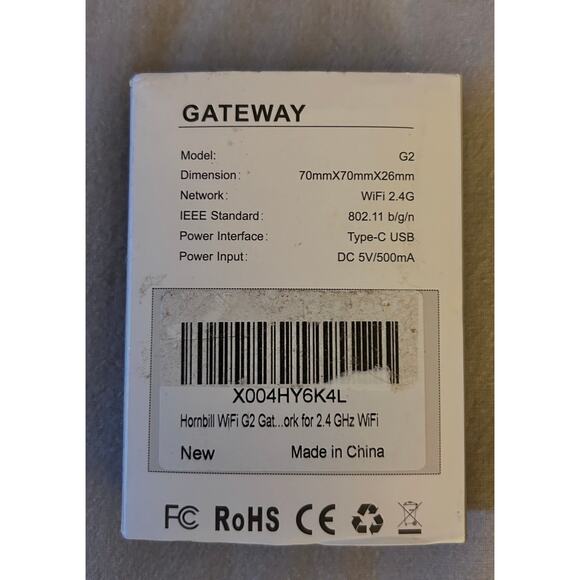 GATEWAY
Model: G2
Dimension: 70mmX70mmX26mm
Network: WiFi 2.4G
IEEE Standard: 802.11 b/g/n
Power Interface: Type-C USB
Power Input: DC 5V/500mA
X004HY6K4L
Hornbill WiFi G2 Gat...ork for 2.4 GHz WiFi
New Made in China
FC RoHS CE